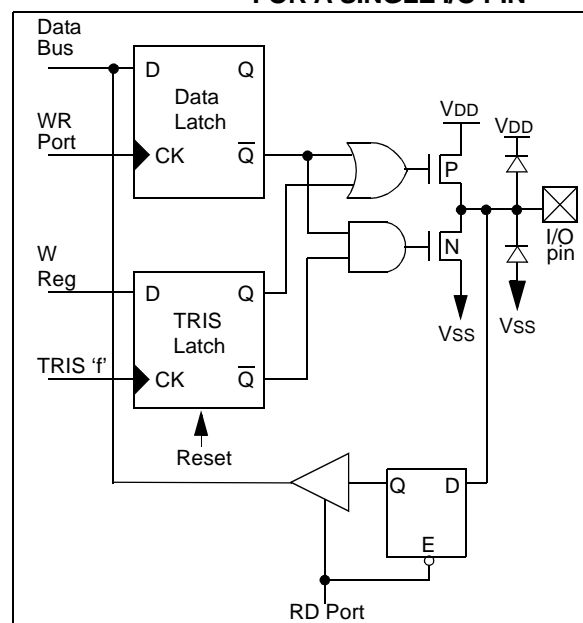 FOR A SINGLE I/O PIN
Data
Bus
D
Q
Data
Latch
WR
Port
CK
Q
VDD
VDD
P
I/O
pin
N
W
Reg
D
Q
TRIS
Latch
VSS
VSS
TRIS ‘f’
CK
Q
Reset
Q
D
E
RD Port